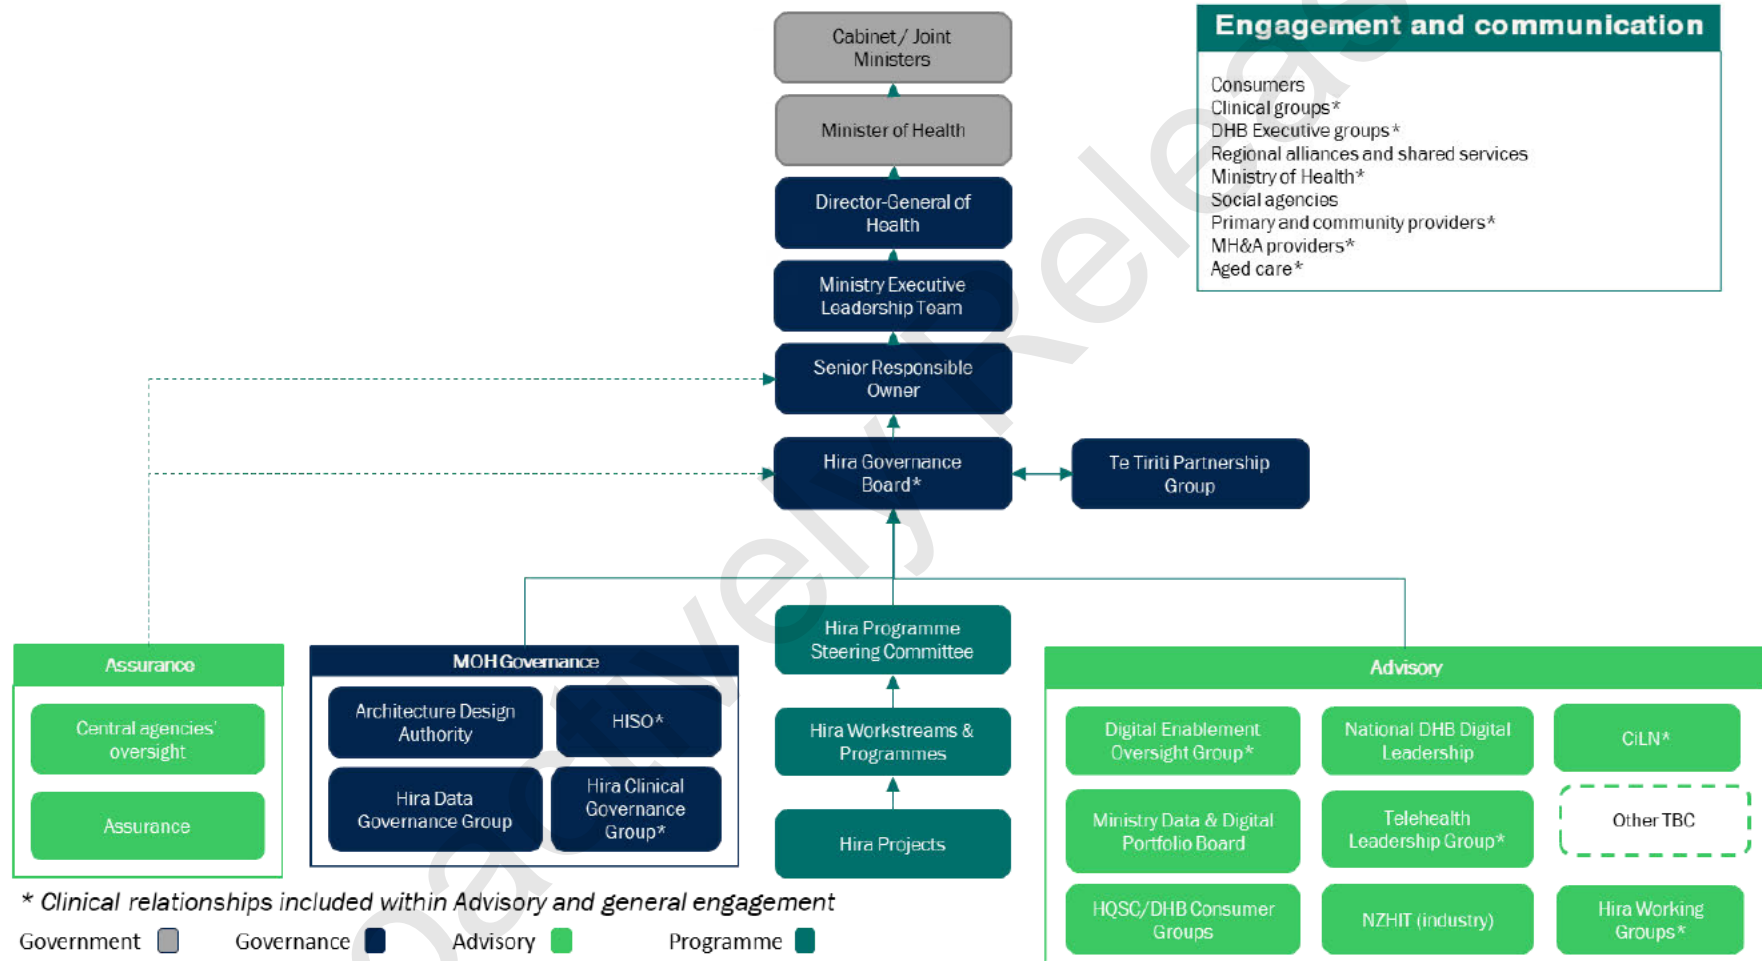 Cabinet / Joint
Ministers
Minister of Health
Director-General of
Health
Ministry Executive
Leadership Team
Senior Responsible
Owner
Hira Governance
Board*
Te Tiriti Partnership
Group
Engagement and communication
Consumers
Clinical groups*
DHB Executive groups*
Regional alliances and shared services
Ministry of Health*
Social agencies
Primary and community providers*
MH&A providers*
Aged care*
Assurance
Central agencies'
oversight
Assurance
MOH Governance
Architecture Design
Authority
HISO*
Hira Data
Governance Group
Hira Clinical
Governance
Group*
Hira Programme
Steering Committee
Hira Workstreams &
Programmes
Hira Projects
Advisory
Digital Enablement
Oversight Group*
National DHB Digital
Leadership
CiLN*
Ministry Data & Digital
Portfolio Board
Telehealth
Leadership Group*
Other TBC
HQSC/DHB Consumer
Groups
NZHIT (industry)
Hira Working
Groups*
* Clinical relationships included within Advisory and general engagement
Government
Governance
Advisory
Programme